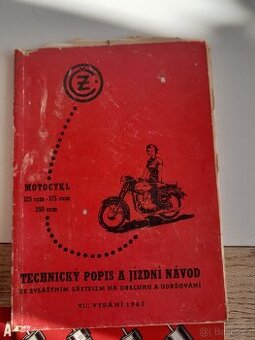 ČZ
MOTOCYKL
125 ccm - 175 ccm
250 ccm
TECHNICKÝ POPIS A JÍZDNÍ NÁVOD
SE ZVLÁŠTNÍM ZŘETELEM NA OBSLUHU A UDRŽOVÁNÍ
VII. VYDÁNÍ 1962